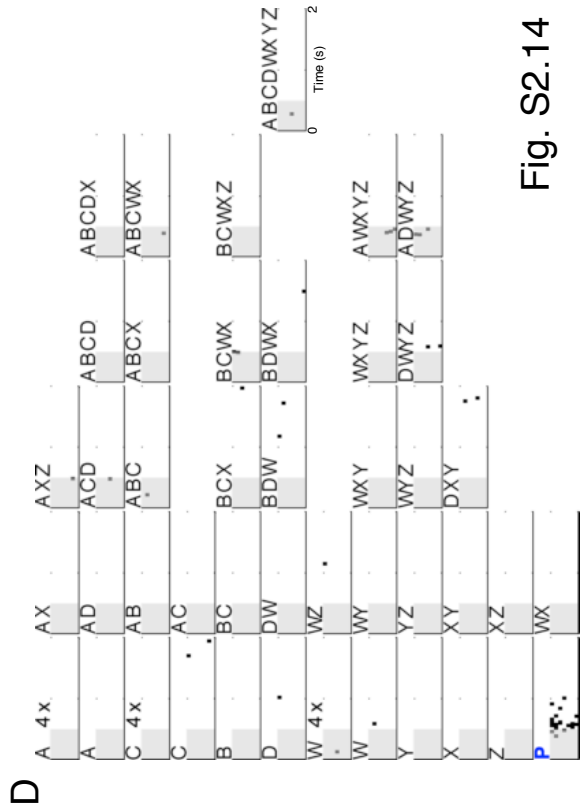 D
A 4x AX AXZ
A AD ACD ABCD ABCDX
C 4x AB ABC ABCX ABCWX
C AC
B BC BCX BCWX BCWXZ
D DW BDW BDWX ABCDWXYZ
W 4x WZ
0 2
Time (s)
W WY WXY WXYZ AWXYZ
Y YZ WYZ DWYZ ADWYZ
X XY DXY
Z XZ
P WX
Fig. S2.14